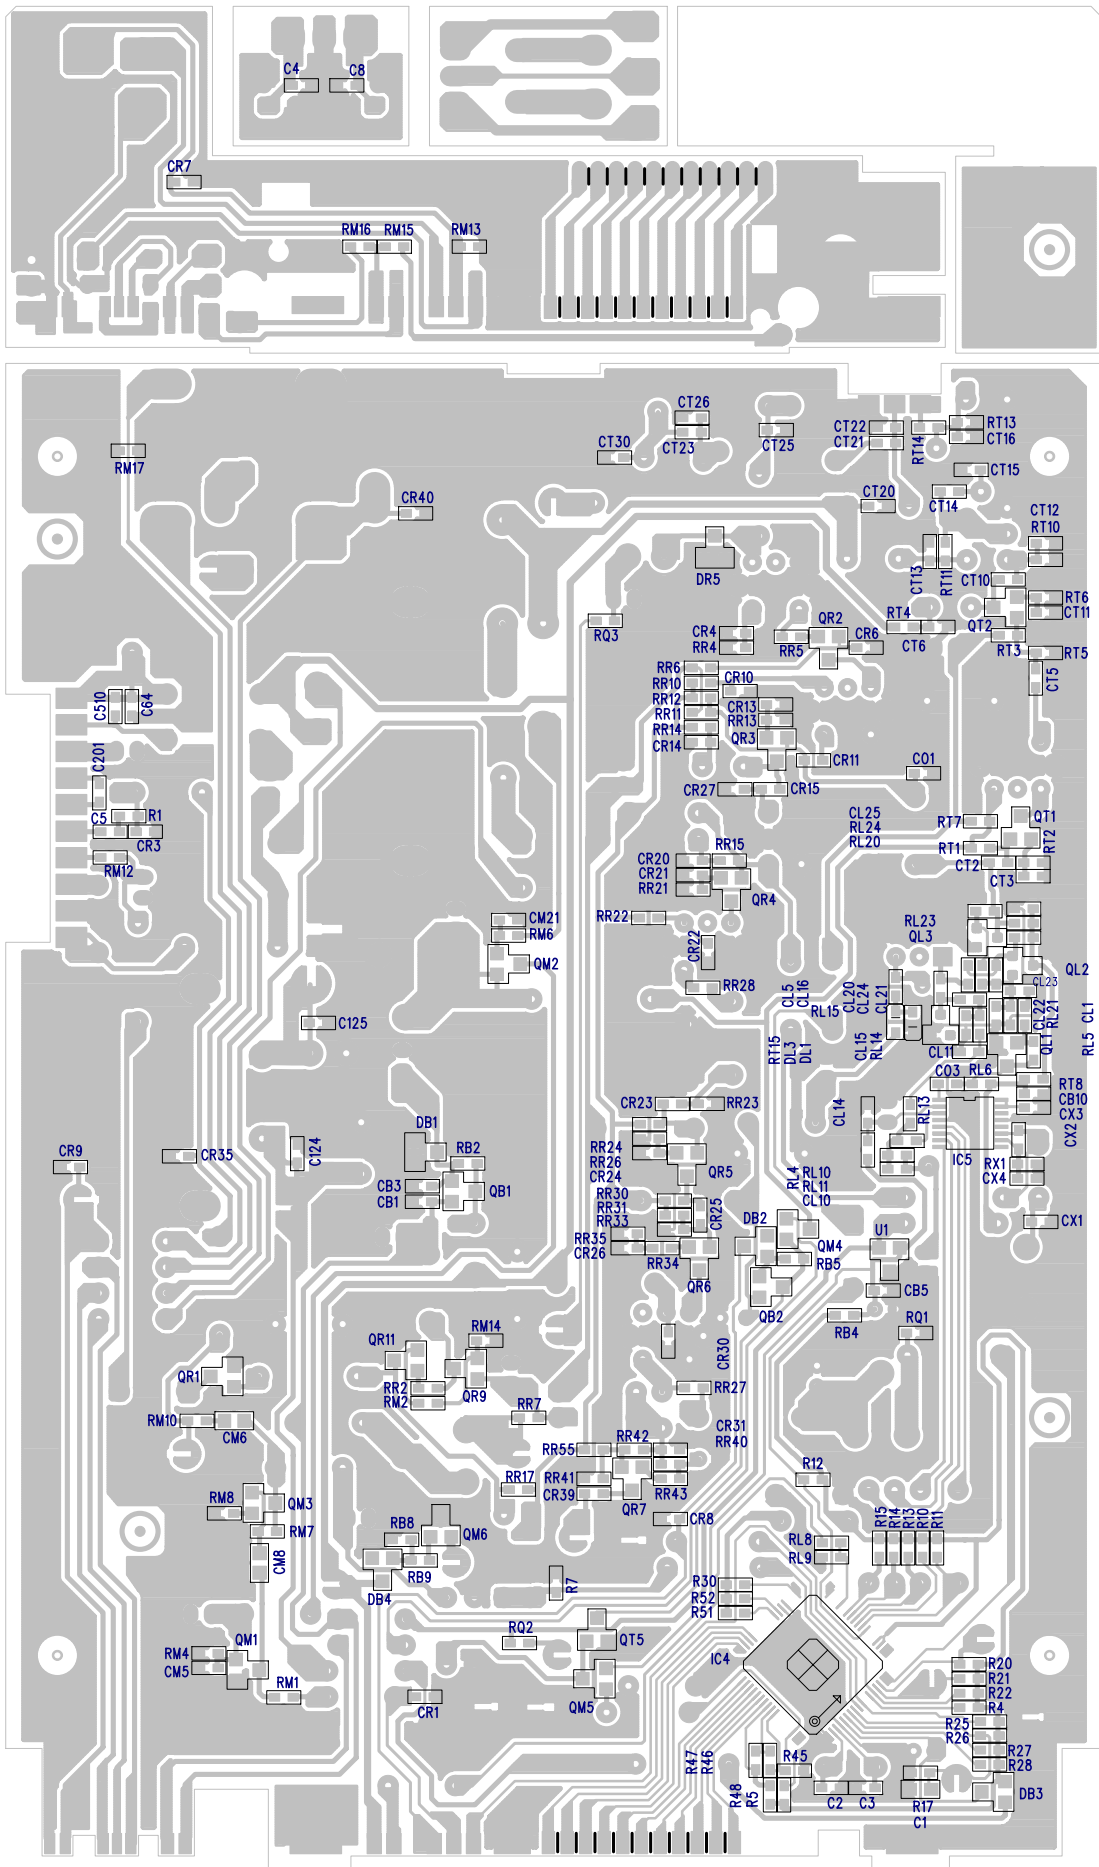 C4
C8
CR7
RM16
RM15
RM13
CT26
CT23
CT25
CT22
CT21
RT14
RT13
CT16
CT30
RM17
CT15
CT14
CR40
CT20
CT12
RT10
DR5
CT13
RT11
CT10
RT6
CT11
RQ3
CR4
RR4
RR5
QR2
CR6
RT4
CT6
QT2
RT3
RT5
CT5
RR6
RR10
RR12
RR11
RR14
CR14
CR10
CR13
RR13
QR3
C510
C64
C201
CR11
CO1
CR27
CR15
C5
R1
CR3
RM12
CL25
RL24
RL20
RT7
QT1
RT1
RT2
CT2
CT3
CR20
CR21
RR21
RR15
QR4
RR22
CR22
CM21
RM6
QM2
RL23
QL3
QL2
CL23
RR28
CL5
CL16
RL15
CL20
CL24
CL21
CL22
RL21
CL1
C125
RT15
DL3
DL1
CL15
RL14
CL11
QL1
RL5
CO3
RL6
RT8
CB10
CX3
CX2
CR23
RR23
CL14
RL13
IC5
DB1
RB2
CR9
CR35
C124
RR24
RR26
CR24
QR5
RL4
RL10
RL11
CL10
RX1
CX4
CB3
CB1
QB1
RR30
RR31
RR33
CR25
CX1
RR35
CR26
RR34
QR6
DB2
QM4
RB5
U1
CB5
QB2
RB4
RQ1
RM14
QR11
CR30
QR1
RR2
RM2
QR9
RR27
RM10
CM6
RR7
CR31
RR40
RR55
RR42
RR41
CR39
RR17
QR7
RR43
R12
RM8
QM3
RM7
CM8
RB8
QM6
RB9
DB4
CR8
RL8
RL9
R15
R14
R13
R10
R11
R7
R30
R52
R51
RQ2
QT5
IC4
RM4
CM5
QM1
RM1
CR1
QM5
R20
R21
R22
R4
R25
R26
R27
R28
R47
R46
R45
R48
R5
C2
C3
R17
C1
DB3